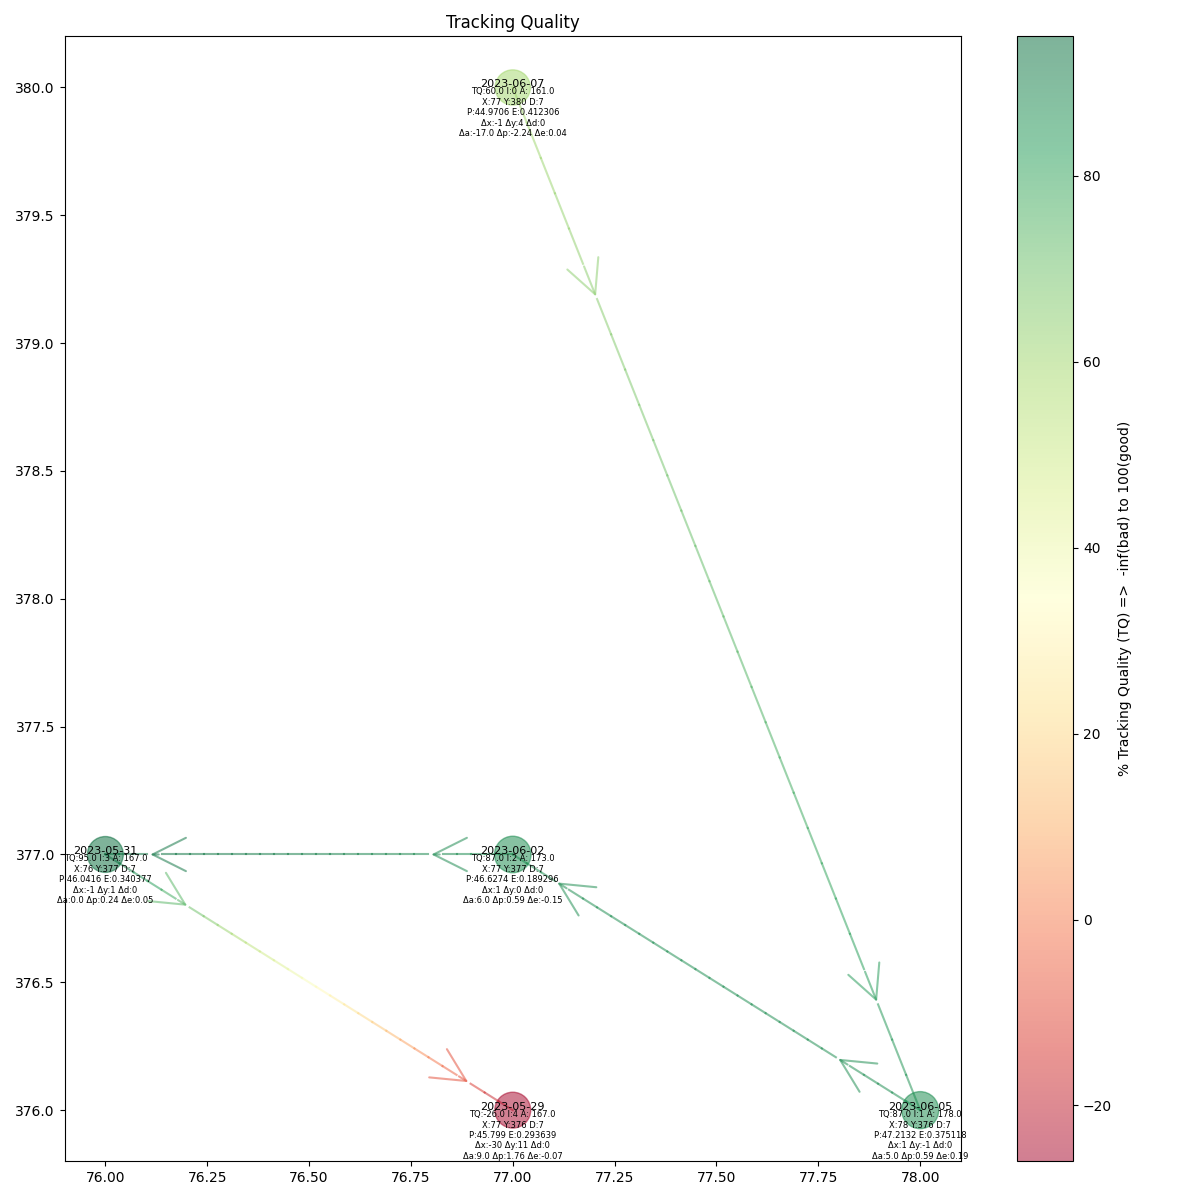 Tracking Quality
380.0
379.5
379.0
378.5
378.0
377.5
377.0
376.5
376.0
2023-06-07
TQ:60.0 I:0 A: 161.0
X:77 Y:380 D:7
P:44.9706 E:0.412306
Δx:-1 Δy:4 Δd:0
Δa:-17.0 Δp:-2.24 Δe:0.04
2023-05-31
TQ:95.0 I:3 A: 167.0
X:76 Y:377 D:7
P:46.0416 E:0.340377
Δx:-1 Δy:1 Δd:0
Δa:0.0 Δp:0.24 Δe:0.05
2023-06-02
TQ:87.0 I:2 A: 173.0
X:77 Y:377 D:7
P:46.6274 E:0.189296
Δx:1 Δy:0 Δd:0
Δa:6.0 Δp:0.59 Δe:-0.15
2023-05-29
TQ:-26.0 I:4 A: 167.0
X:77 Y:376 D:7
P:45.799 E:0.293639
Δx:-30 Δy:11 Δd:0
Δa:9.0 Δp:1.76 Δe:-0.07
2023-06-05
TQ:87.0 I:1 A: 178.0
X:78 Y:376 D:7
P:47.2132 E:0.375118
Δx:1 Δy:-1 Δd:0
Δa:5.0 Δp:0.59 Δe:0.19
76.00
76.25
76.50
76.75
77.00
77.25
77.50
77.75
78.00
80
60
40
20
0
−20
% Tracking Quality (TQ) => -inf(bad) to 100(good)